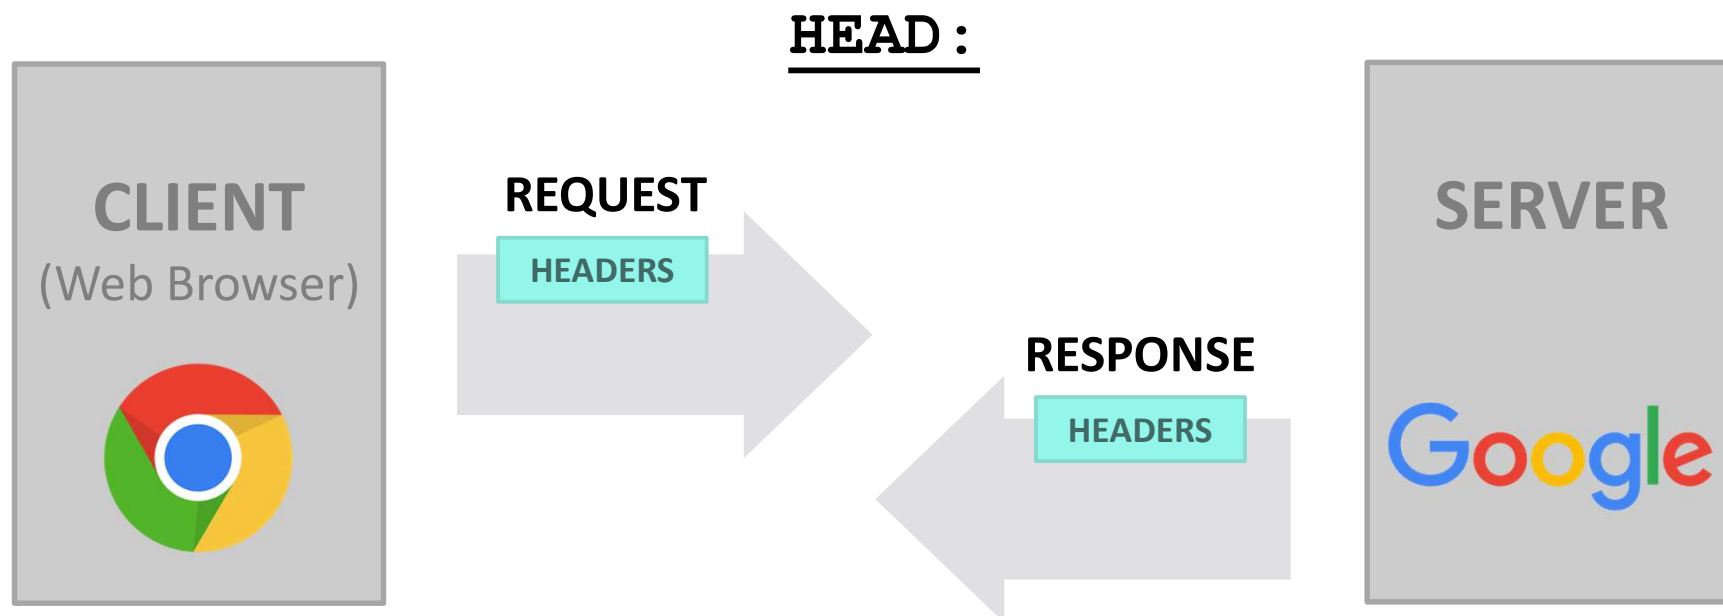 HEAD:
CLIENT
(Web Browser)
REQUEST
HEADERS
RESPONSE
HEADERS
SERVER
Google